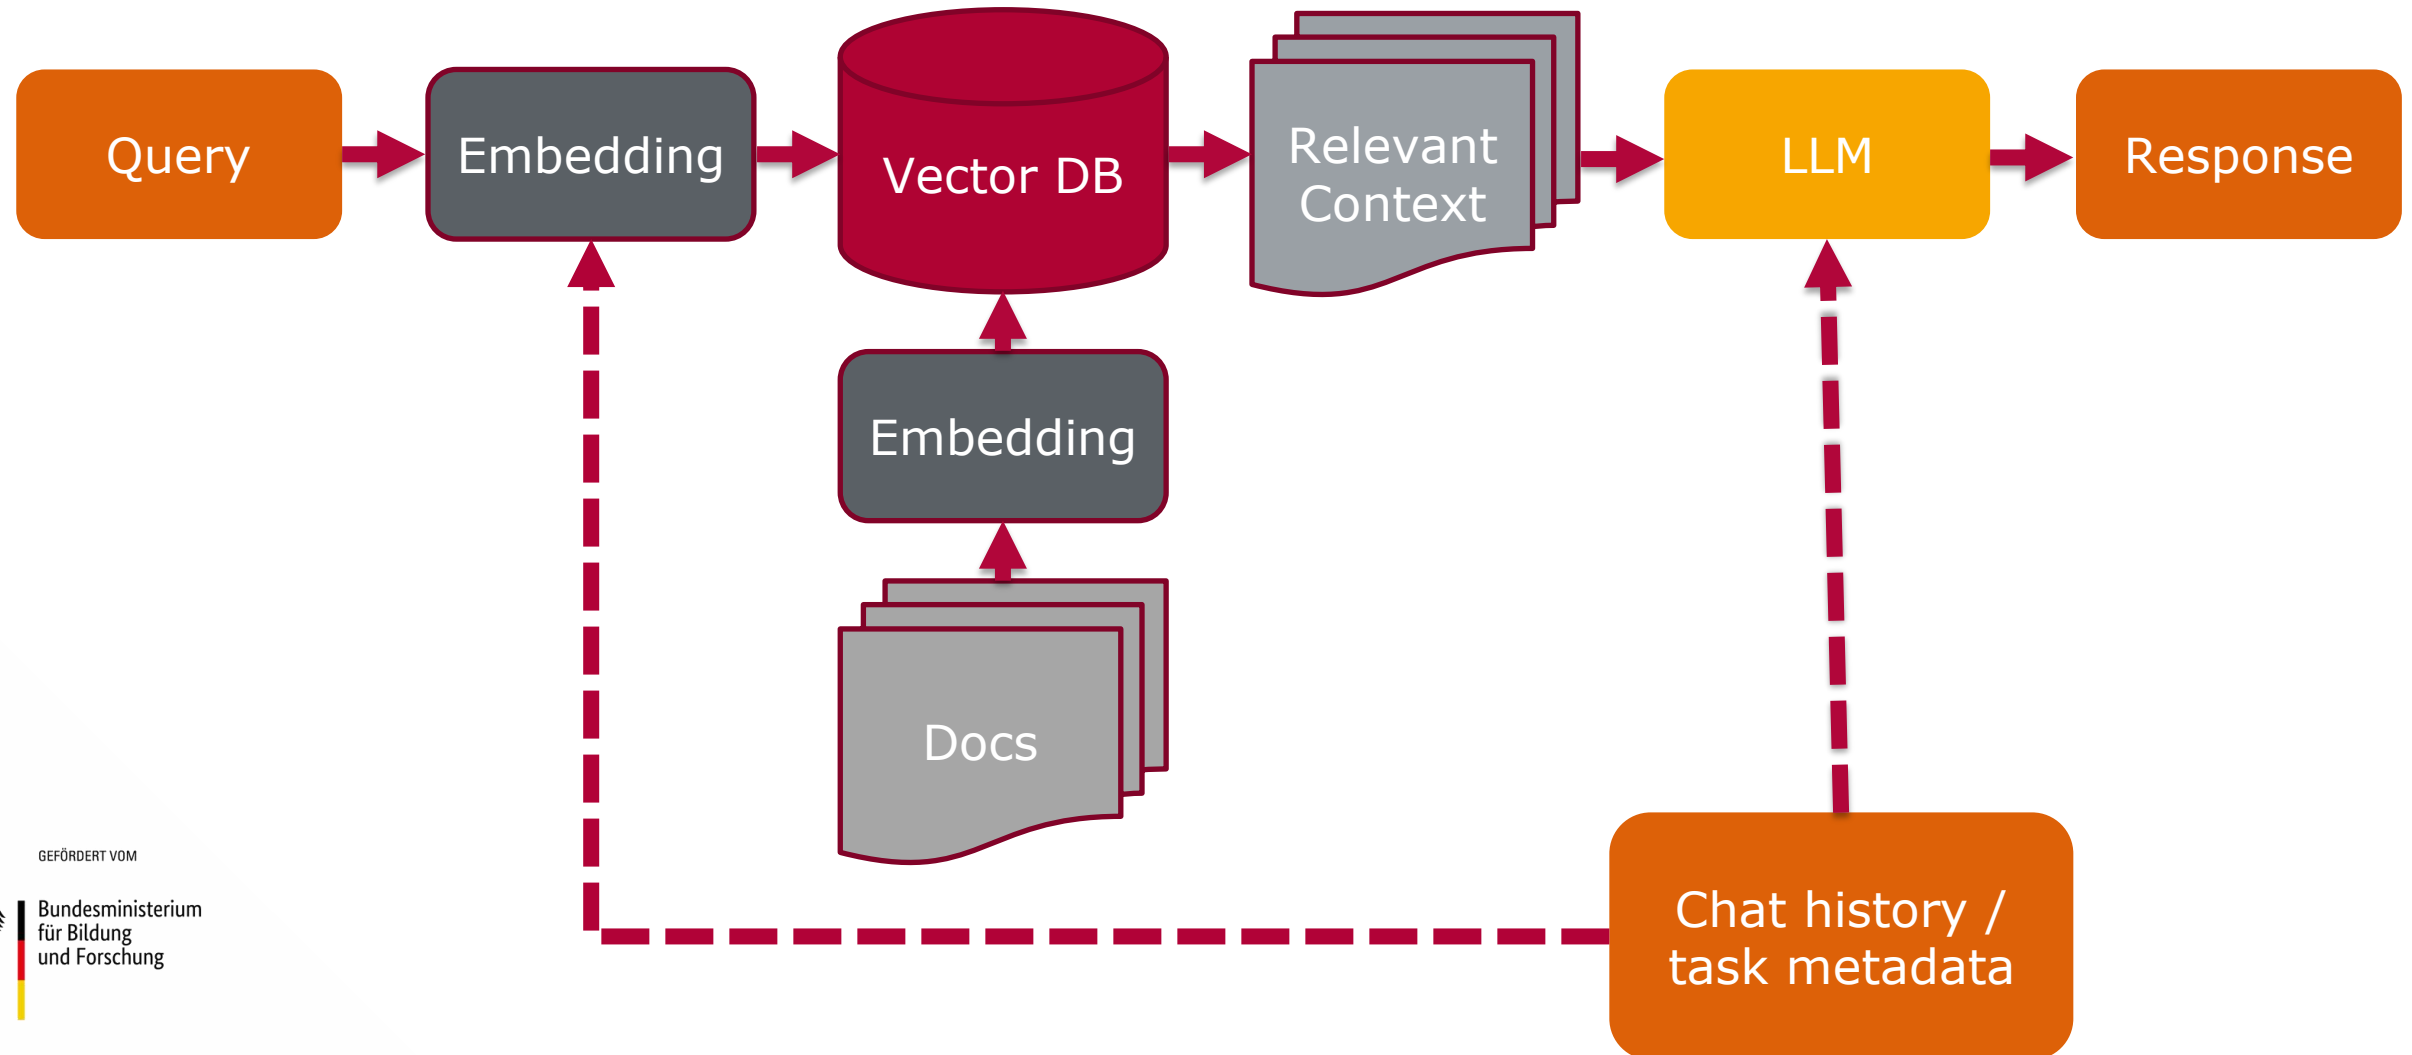 Query
Embedding
Vector DB
Relevant
Context
LLM
Response
Embedding
Docs
Chat history /
task metadata
GEFÖRDERT VOM
Bundesministerium
für Bildung
und Forschung